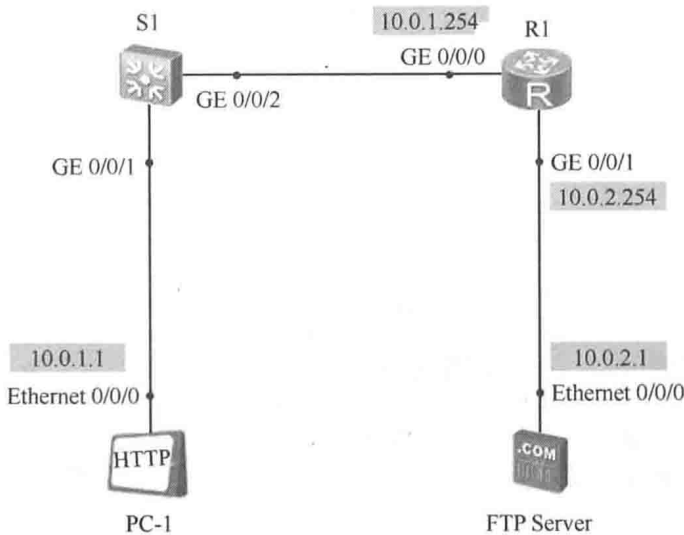 S1
10.0.1.254
R1
GE 0/0/0
GE 0/0/2
R
GE 0/0/1
GE 0/0/1
10.0.2.254
10.0.1.1
10.0.2.1
Ethernet 0/0/0
Ethernet 0/0/0
HTTP
.COM
PC-1
FTP Server